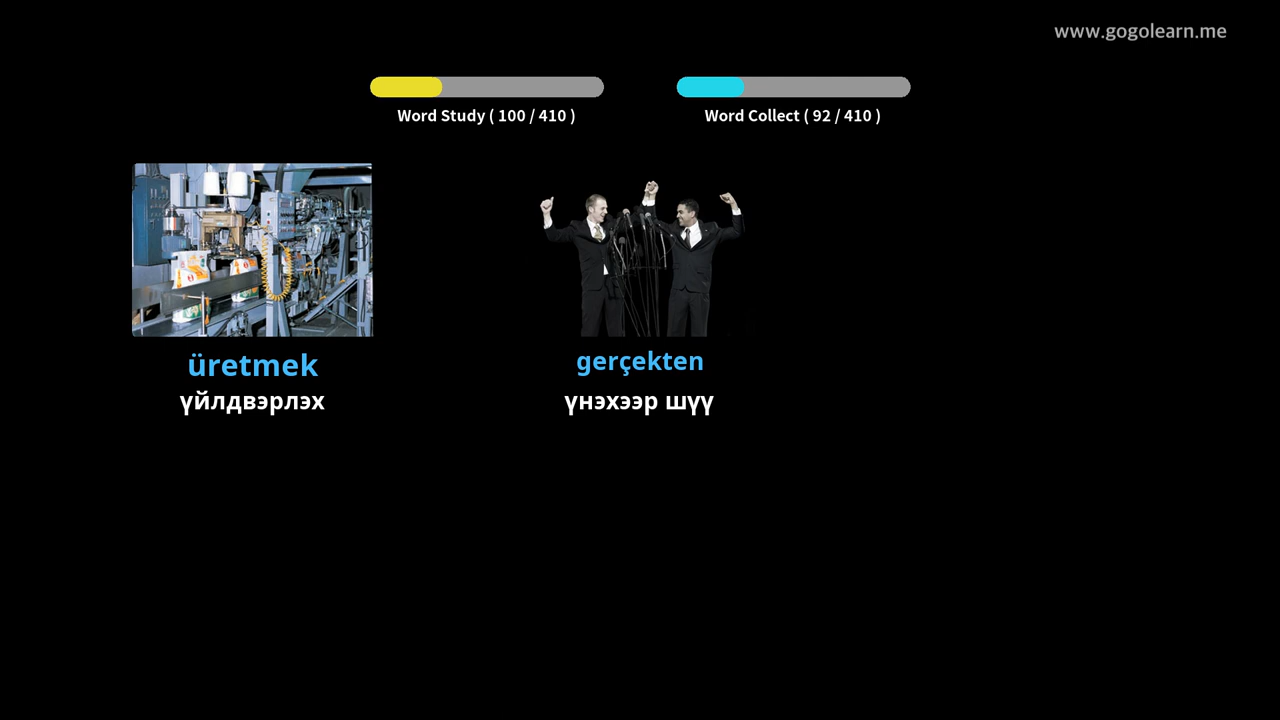 www.gogolearn.me
Word Study ( 100 / 410 )
Word Collect ( 92 / 410 )
üretmek
үйлдвэрлэх
gerçekten
үнэхээр шүү